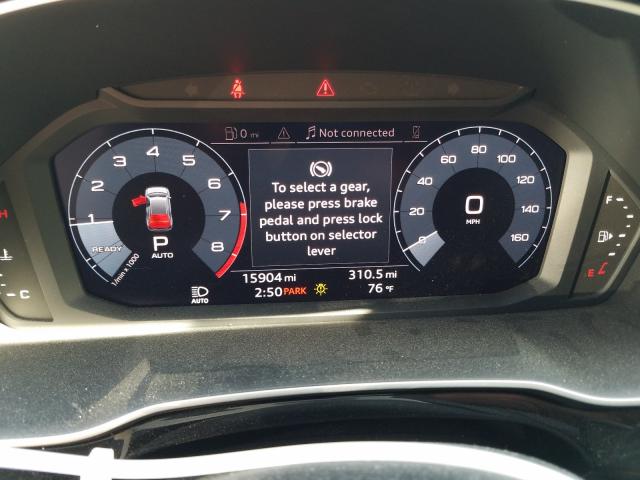 0 mi
Not connected
3 4 5 6 7 8
2
1
READY
1/min x 1000
P
AUTO
To select a gear,
please press brake
pedal and press lock
button on selector
lever
0 20 40 60 80 100 120 140 160
0
MPH
H
C
F
E
15904 mi
310.5 mi
AUTO
2:50 PARK
76 °F